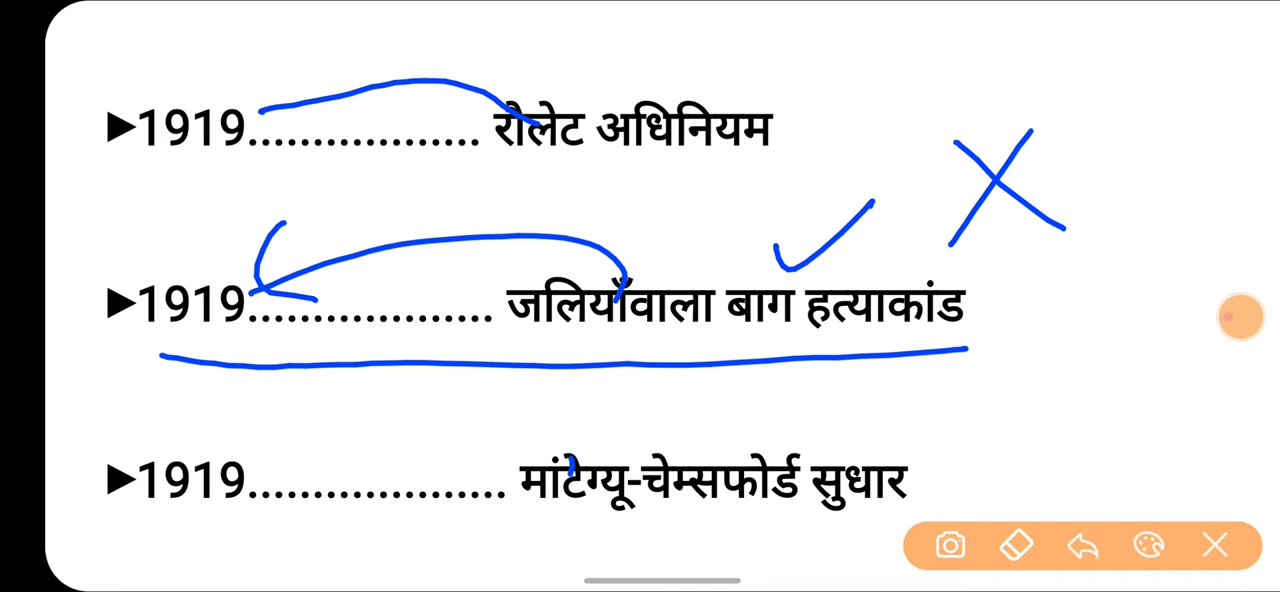 ▶1919.................. रौलेट अधिनियम
▶1919................... जलियाँवाला बाग हत्याकांड
▶1919.................... मांटेग्यू-चेम्सफोर्ड सुधार